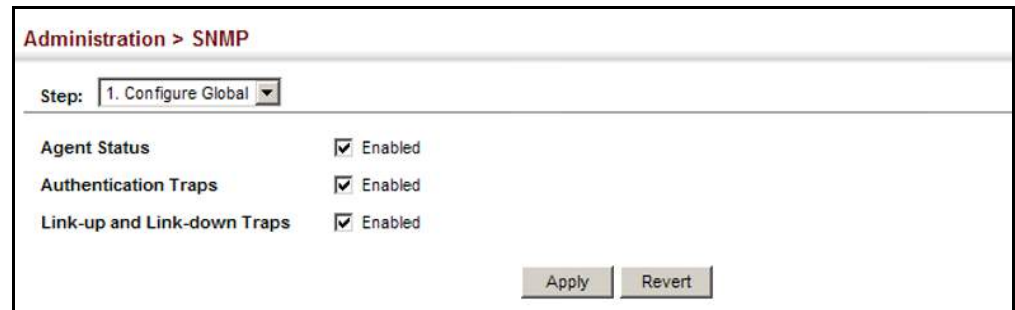 Administration > SNMP
Step: 1. Configure Global
Agent Status Enabled
Authentication Traps Enabled
Link-up and Link-down Traps Enabled
Apply Revert